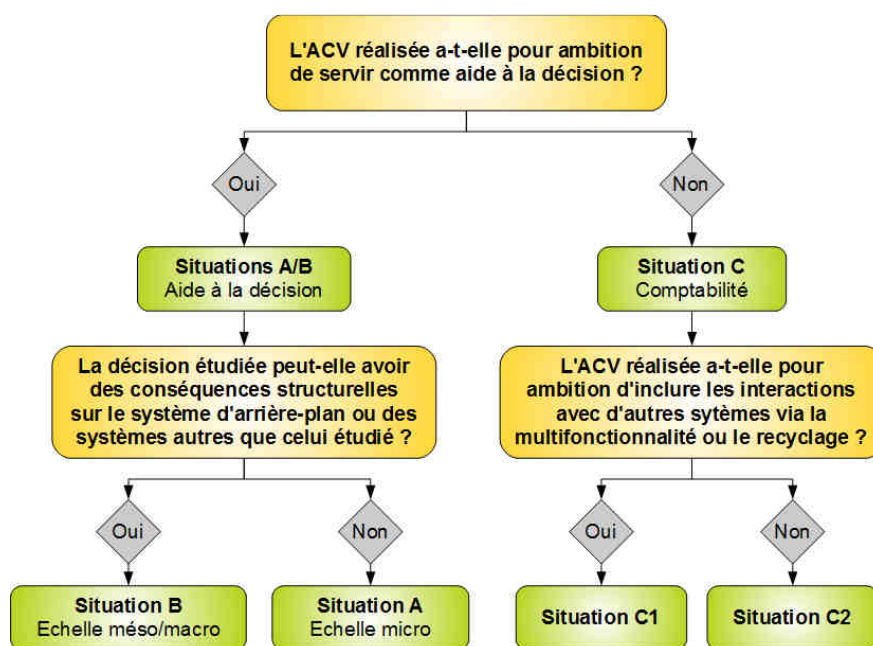 L'ACV réalisée a-t-elle pour ambition
de servir comme aide à la décision ?
Oui
Non
Situations A/B
Aide à la décision
Situation C
Comptabilité
La décision étudiée peut-elle avoir
des conséquences structurelles
sur le système d'arrière-plan ou des
systèmes autres que celui étudié ?
L'ACV réalisée a-t-elle pour
ambition d'inclure les interactions
avec d'autres sytèmes via la
multifonctionnalité ou le recyclage ?
Oui
Non
Oui
Non
Situation B
Echelle méso/macro
Situation A
Echelle micro
Situation C1
Situation C2